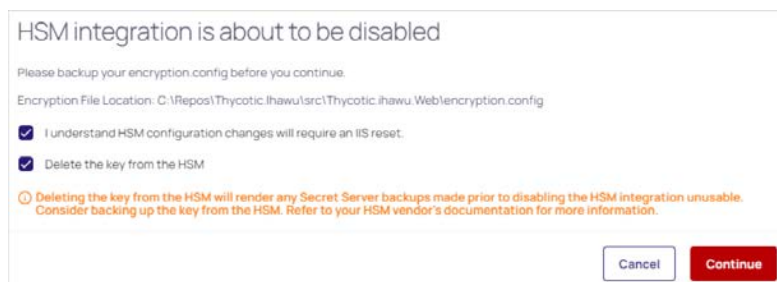 HSM integration is about to be disabled
Please backup your encryption.config before you continue.
Encryption File Location: C:\Repos\Thycotic.Ihawu\src\Thycotic.ihawu.Web\encryption.config
I understand HSM configuration changes will require an IIS reset.
Delete the key from the HSM
Deleting the key from the HSM will render any Secret Server backups made prior to disabling the HSM integration unusable.
Consider backing up the key from the HSM. Refer to your HSM vendor's documentation for more information.
Cancel
Continue